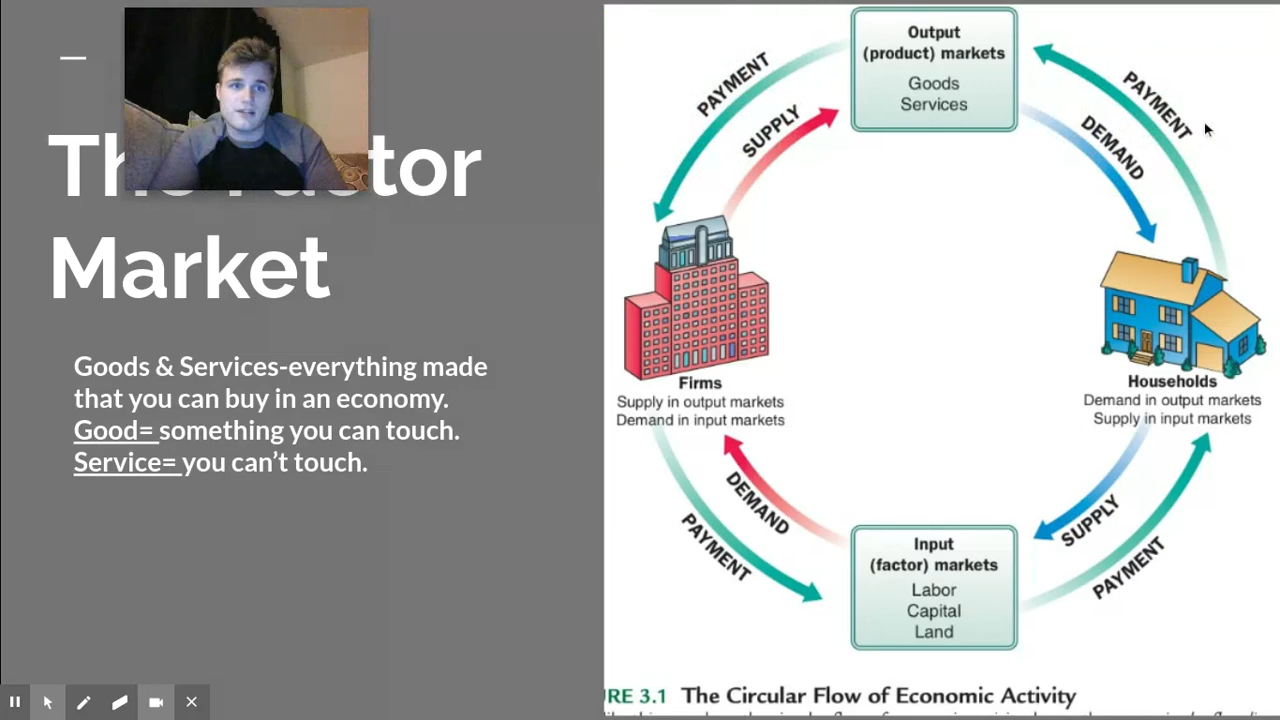 The Factor
Market
Goods & Services-everything made
that you can buy in an economy.
Good= something you can touch.
Service= you can't touch.
Output
(product) markets
Goods
Services
PAYMENT
SUPPLY
PAYMENT
DEMAND
Firms
Supply in output markets
Demand in input markets
Households
Demand in output markets
Supply in input markets
DEMAND
PAYMENT
SUPPLY
PAYMENT
Input
(factor) markets
Labor
Capital
Land
RE 3.1 The Circular Flow of Economic Activity